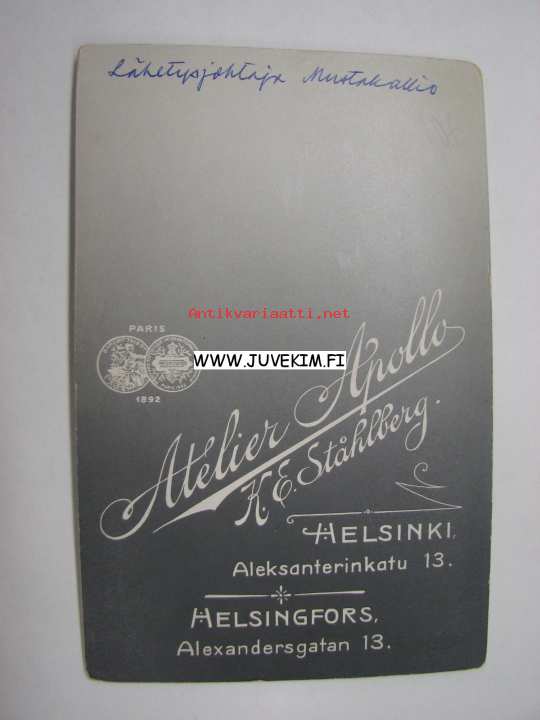 Lähetysjohtaja Mustakallio
Antikvariaatti.net
PARIS
WWW.JUVEKIM.FI
1892
Atelier Apollo
K.E. Ståhlberg.
HELSINKI,
Aleksanterinkatu 13.
HELSINGFORS,
Alexandersgatan 13.